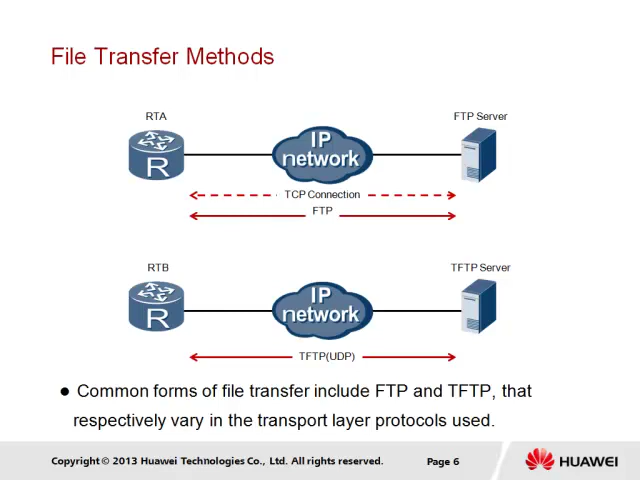 File Transfer Methods
RTA
FTP Server
IP
network
R
TCP Connection
FTP
RTB
TFTP Server
IP
network
R
TFTP(UDP)
● Common forms of file transfer include FTP and TFTP, that
respectively vary in the transport layer protocols used.
Copyright © 2013 Huawei Technologies Co., Ltd. All rights reserved.
Page 6
HUAWEI